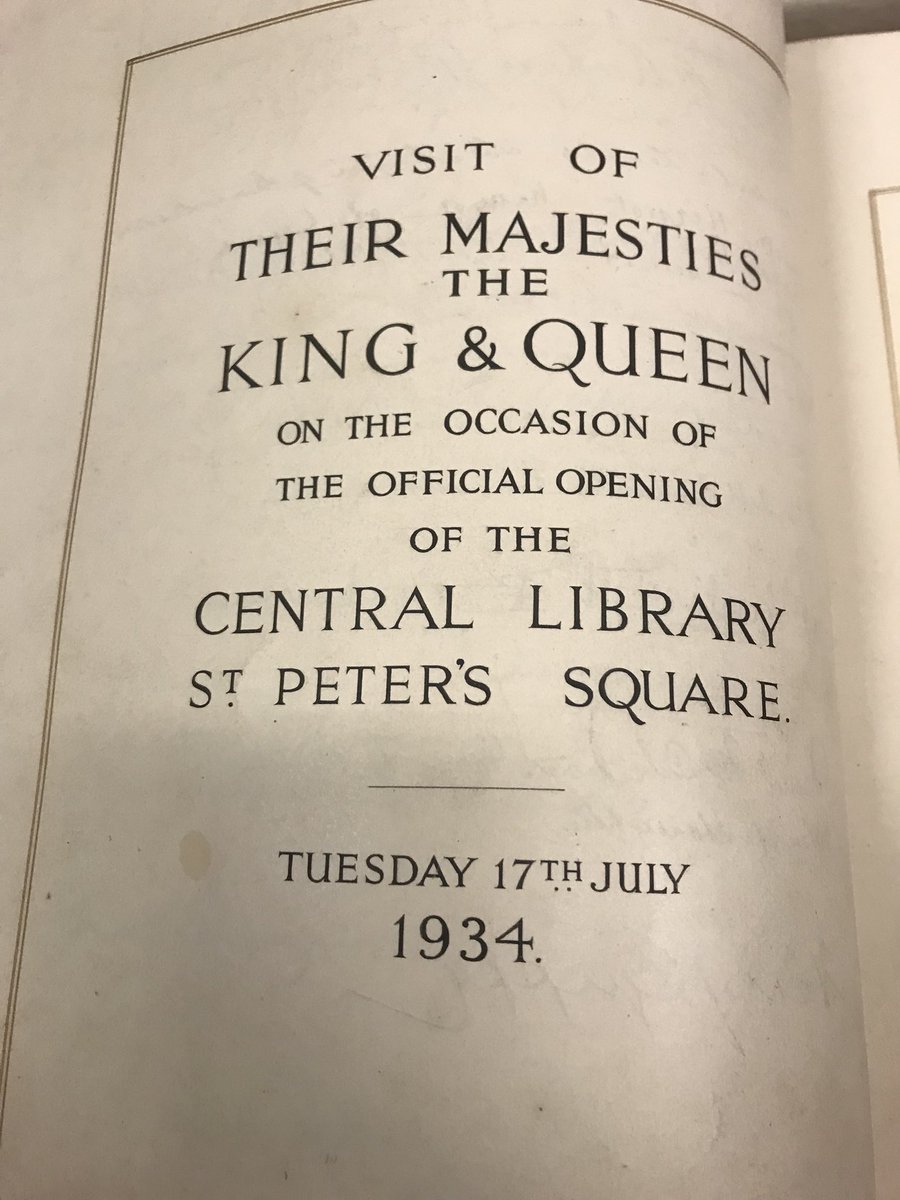 VISIT OF
THEIR MAJESTIES
THE
KING & QUEEN
ON THE OCCASION OF
THE OFFICIAL OPENING
OF THE
CENTRAL LIBRARY
ST. PETER'S SQUARE.
TUESDAY 17TH JULY
1934.